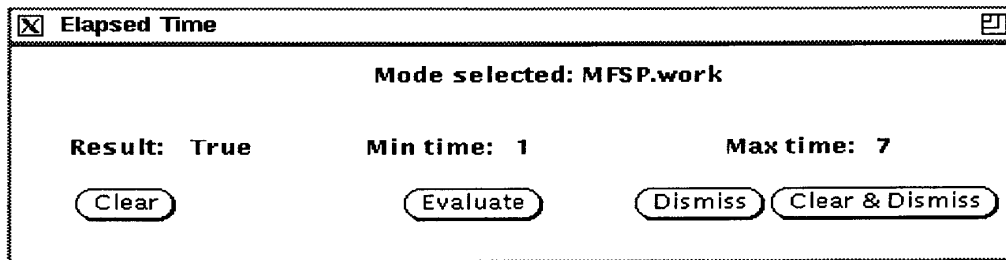 Elapsed Time
Mode selected: MFSP.work
Result: True Min time: 1 Max time: 7
Clear Evaluate Dismiss Clear & Dismiss